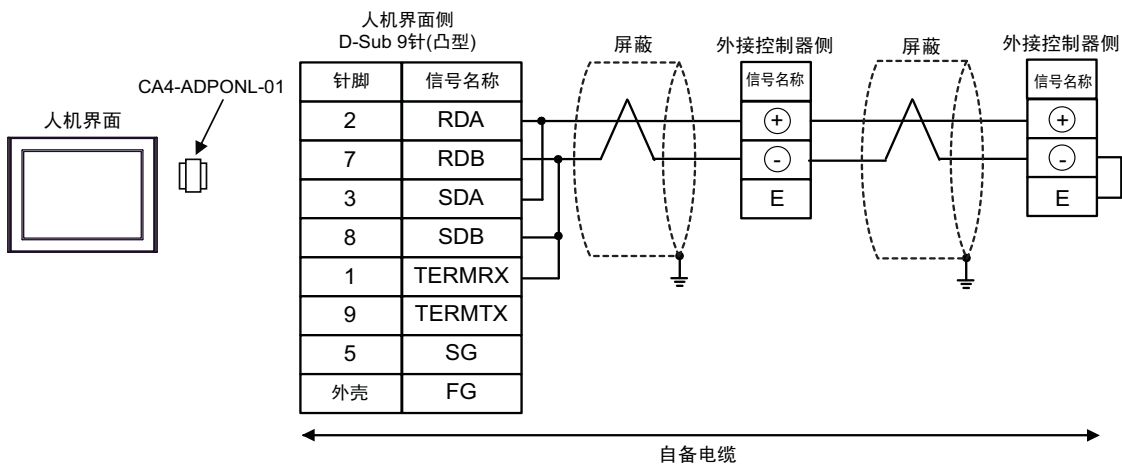 人机界面
CA4-ADPONL-01
人机界面侧
D-Sub 9针(凸型)
针脚 信号名称
2 RDA
7 RDB
3 SDA
8 SDB
1 TERMRX
9 TERMTX
5 SG
外壳 FG
屏蔽
外接控制器侧
信号名称
+
-
E
屏蔽
外接控制器侧
信号名称
+
-
E
自备电缆